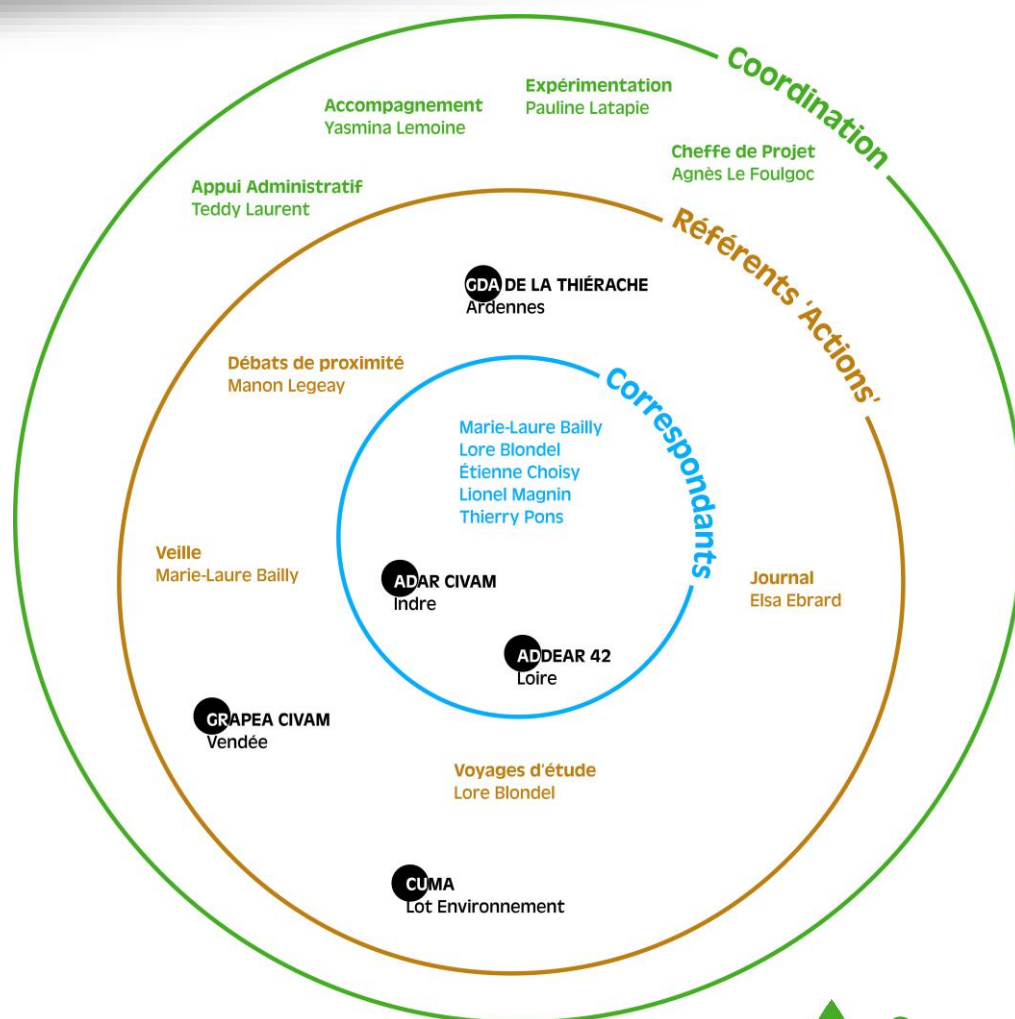 Coordination
Expérimentation
Pauline Latapie
Accompagnement
Yasmina Lemoine
Cheffe de Projet
Agnès Le Foulgoc
Appui Administratif
Teddy Laurent
Référents 'Actions'
GDA DE LA THIÉRACHE
Ardennes
Débats de proximité
Manon Legeay
Correspondants
Marie-Laure Bailly
Lore Blondel
Étienne Choisy
Lionel Magnin
Thierry Pons
Veille
Marie-Laure Bailly
ADAR CIVAM
Indre
Journal
Elsa Ebrard
ADDEAR 42
Loire
GRAPEA CIVAM
Vendée
Voyages d'étude
Lore Blondel
CUMA
Lot Environnement